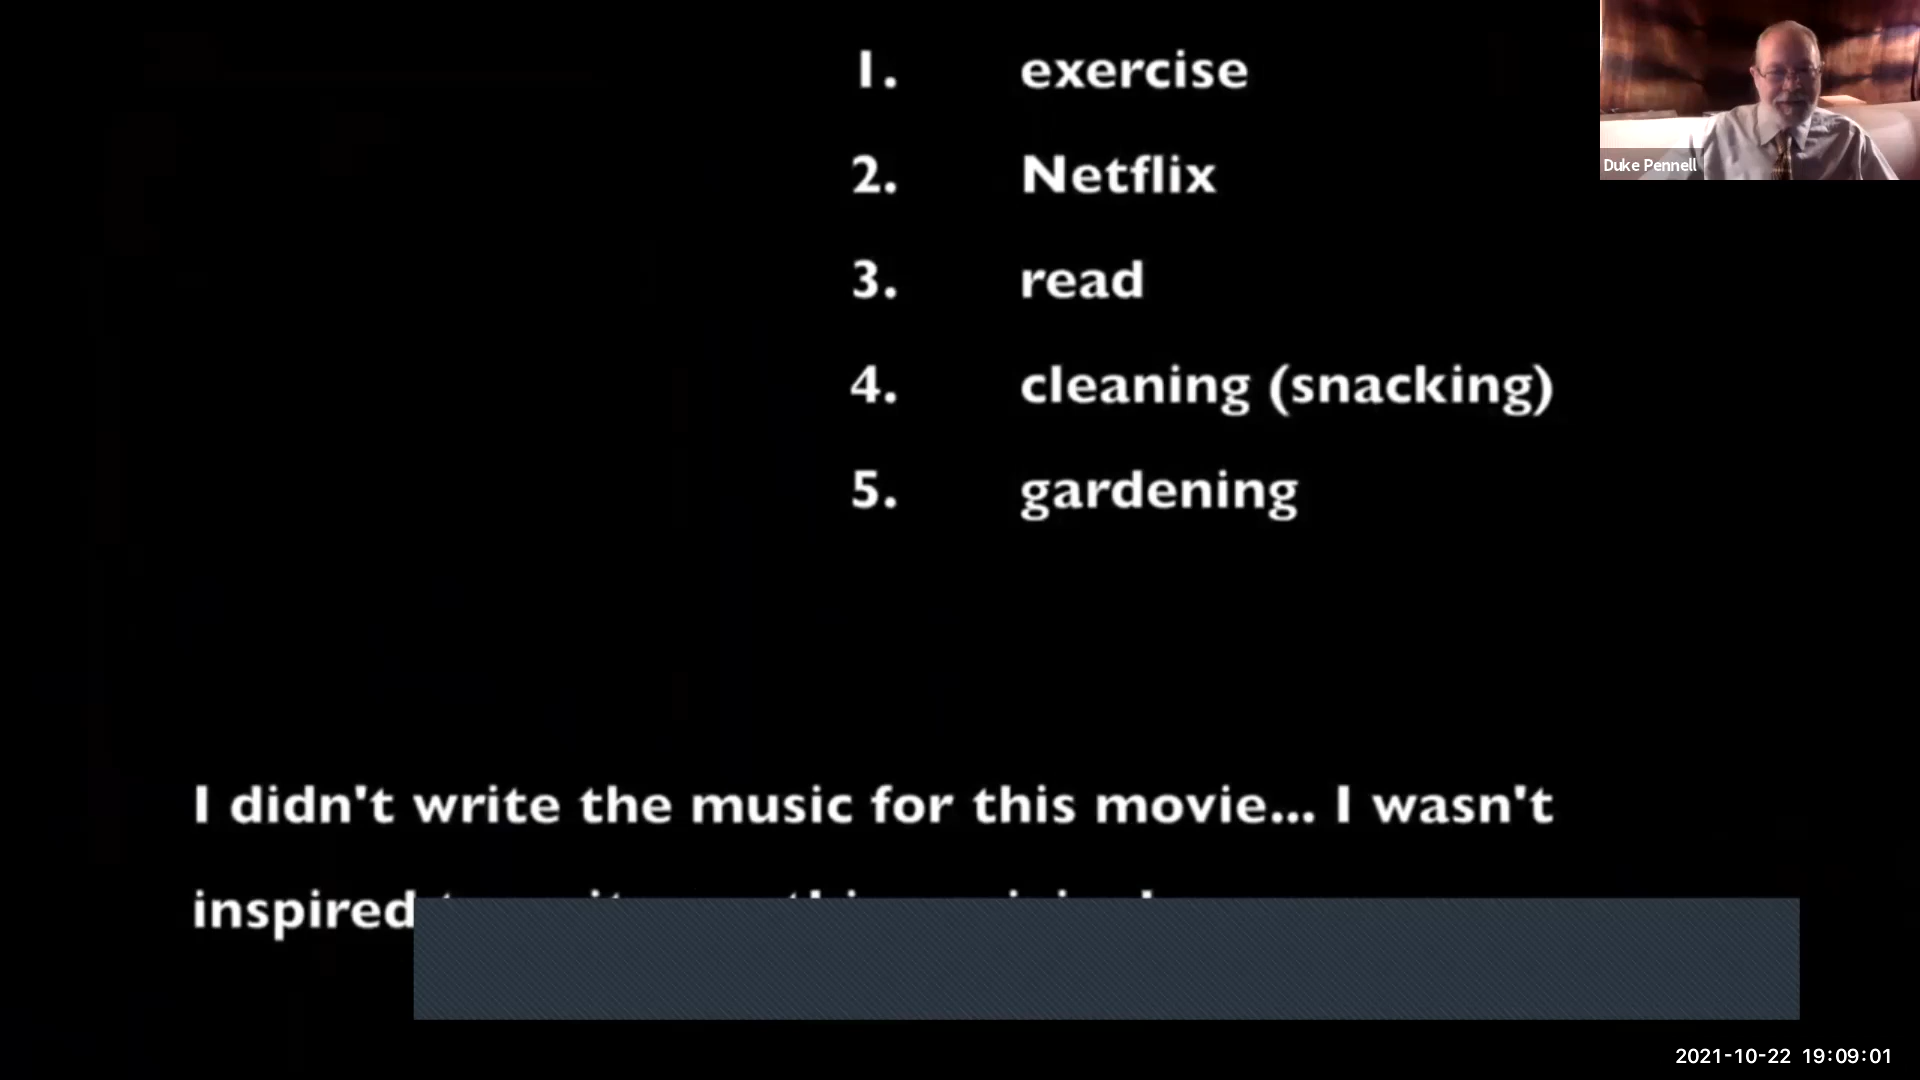 1. exercise
Duke Pennell
2. Netflix
3. read
4. cleaning (snacking)
5. gardening
I didn't write the music for this movie... I wasn't
inspired
2021-10-22 19:09:01